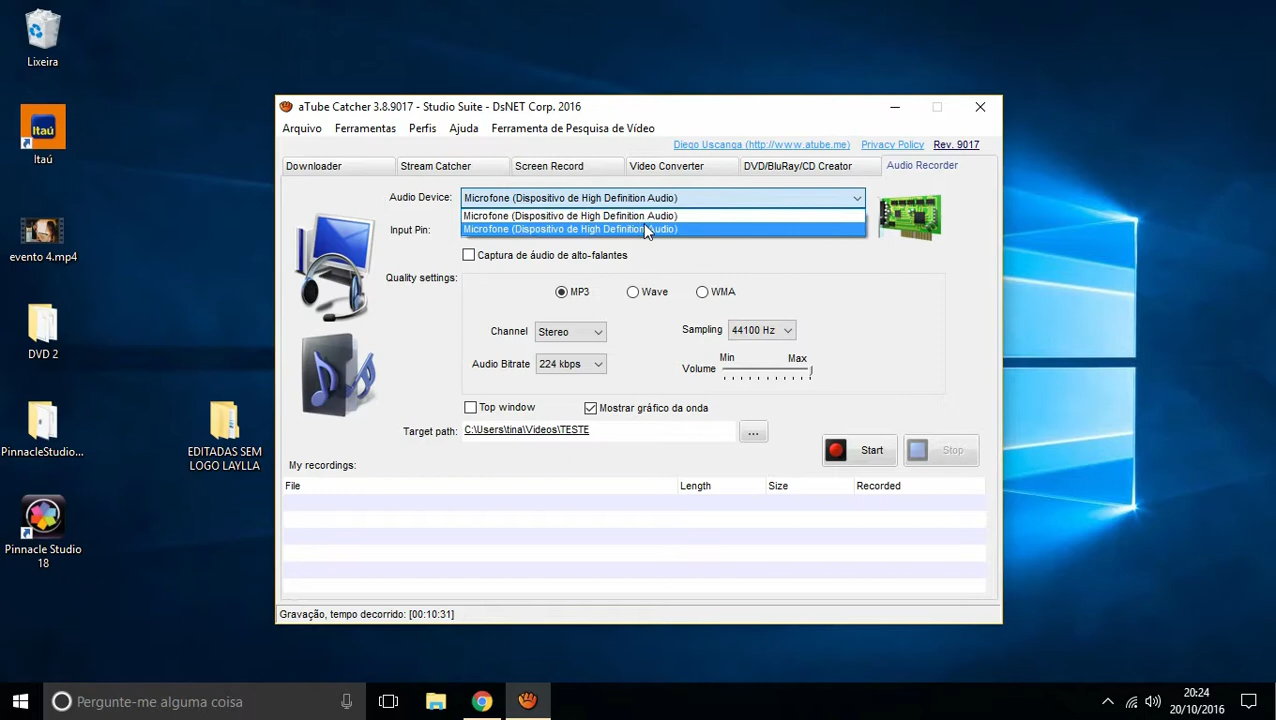 Lixeira
Itaú
Itaú
evento 4.mp4
DVD 2
PinnacleStudio...
EDITADAS SEM
LOGO LAYLLA
Pinnacle Studio
18
aTube Catcher 3.8.9017 - Studio Suite - DsNET Corp. 2016
Arquivo Ferramentas Perfis Ajuda Ferramenta de Pesquisa de Vídeo
Diego Uscanga (http://www.atube.me) Privacy Policy Rev. 9017
Downloader Stream Catcher Screen Record Video Converter DVD/BluRay/CD Creator Audio Recorder
Audio Device: Microfone (Dispositivo de High Definition Audio)
Microfone (Dispositivo de High Definition Audio)
Input Pin: Microfone (Dispositivo de High Definition Audio)
Captura de áudio de alto-falantes
Quality settings:
MP3 Wave WMA
Channel Stereo Sampling 44100 Hz
Audio Bitrate 224 kbps Volume Min Max
Top window Mostrar gráfico da onda
Target path: C:\Users\tina\Videos\TESTE ...
Start Stop
My recordings:
File Length Size Recorded
Gravação, tempo decorrido: [00:10:31]
Pergunte-me alguma coisa
20:24
20/10/2016